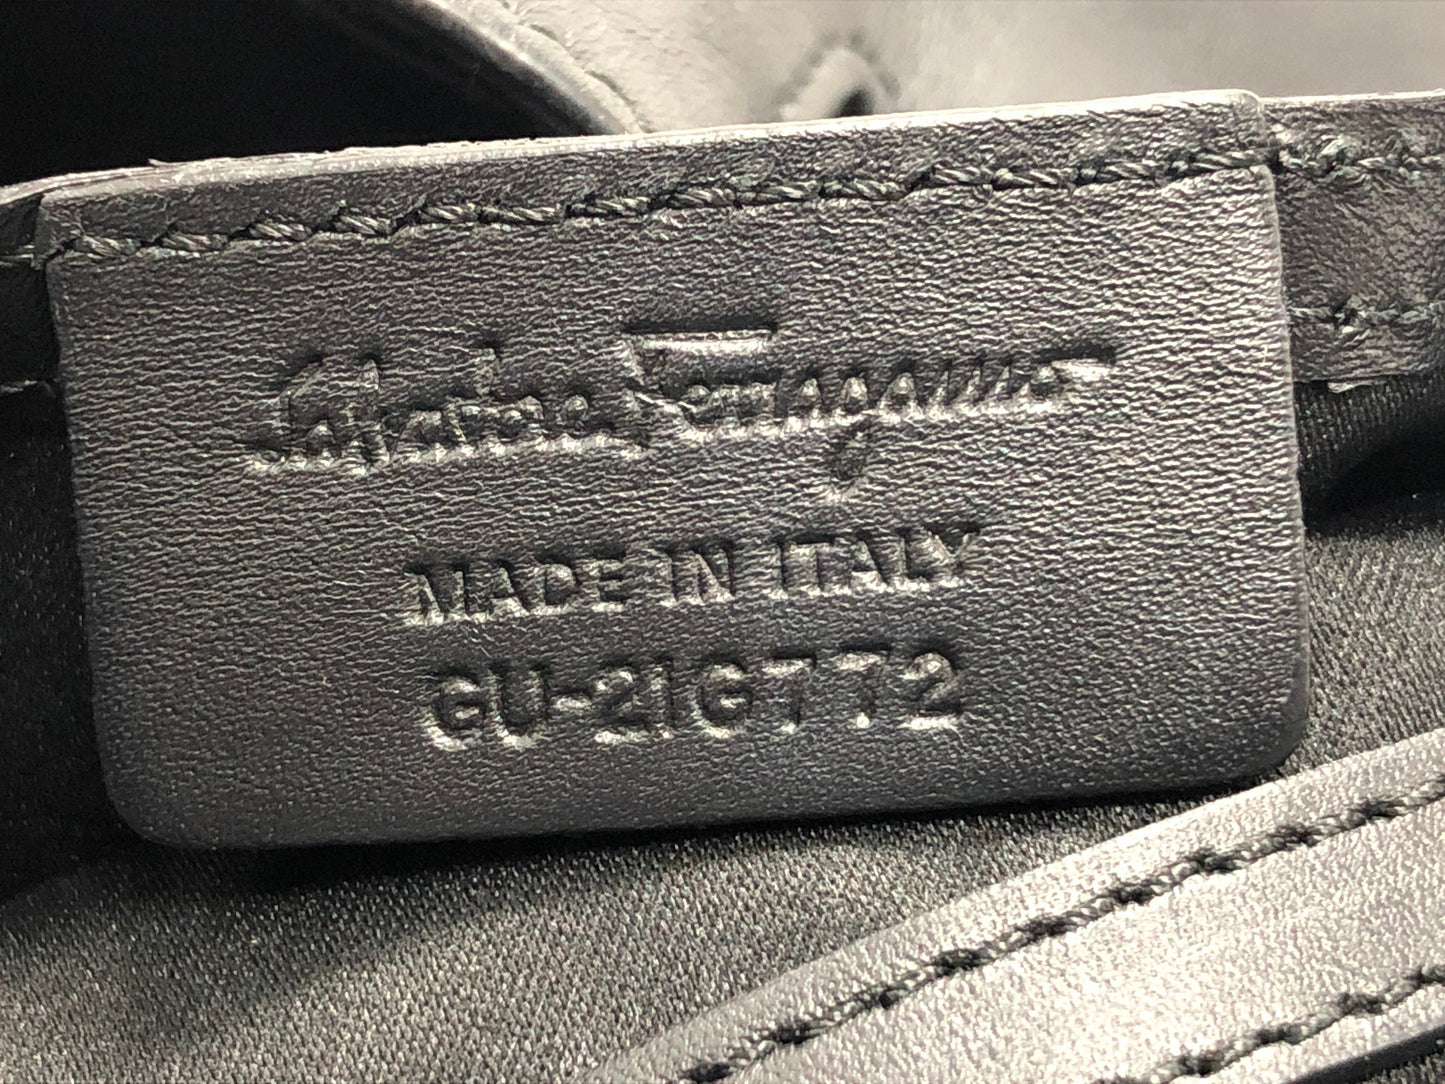 Salvatore Ferragamo
MADE IN ITALY
GU-21G772